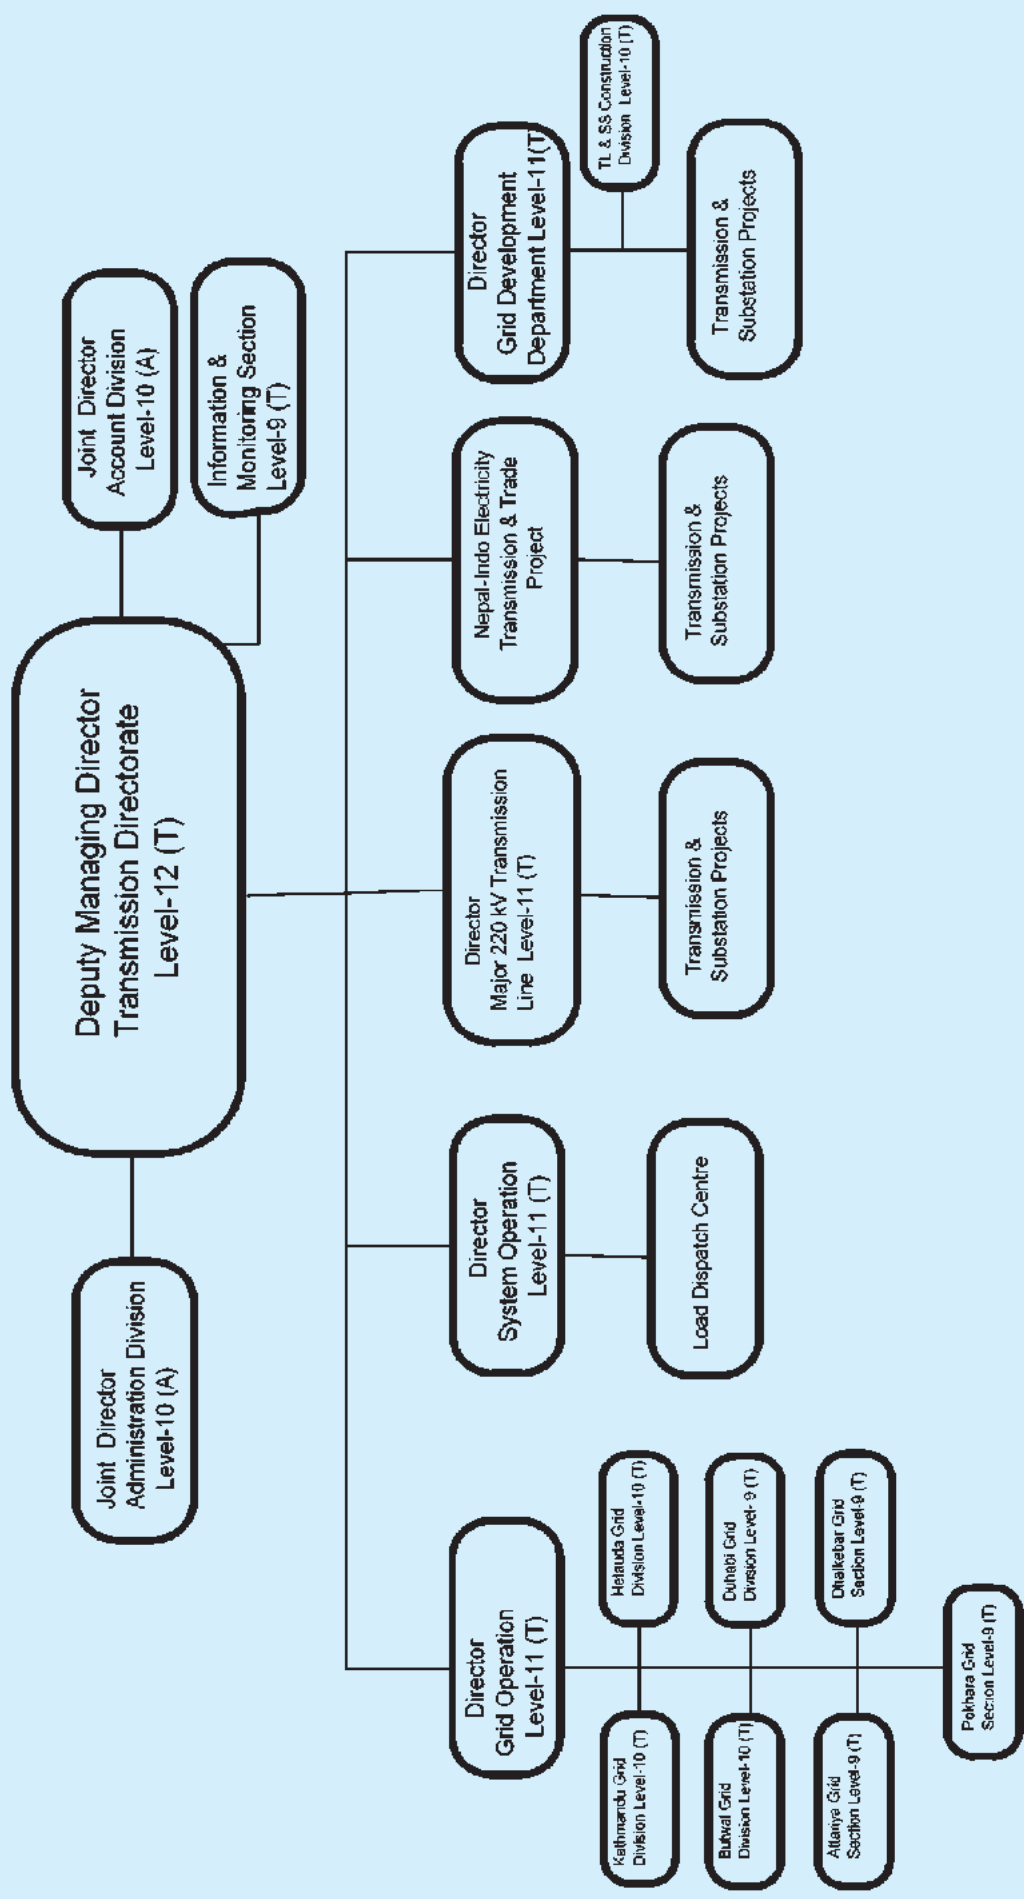 Deputy Managing Director
Transmission Directorate
Level-12 (T)
Joint Director
Administration Division
Level-10 (A)
Joint Director
Account Division
Level-10 (A)
Information &
Monitoring Section
Level-9 (T)
Director
Grid Operation
Level-11 (T)
Director
System Operation
Level-11 (T)
Director
Major 220 kV Transmission
Line Level-11 (T)
Nepal-Indo Electricity
Transmission & Trade
Project
Director
Grid Development
Department Level-11(T)
Kathmandu Grid
Division Level-10 (T)
Hetauda Grid
Division Level-10 (T)
Butwal Grid
Division Level-10 (T)
Duhabi Grid
Division Level- 9 (T)
Attariya Grid
Section Level-9 (T)
Dhalkebar Grid
Section Level-9 (T)
Pokhara Grid
Section Level-9 (T)
Load Dispatch Centre
Transmission &
Substation Projects
Transmission &
Substation Projects
TL & SS Construction
Division Level-10 (T)
Transmission &
Substation Projects